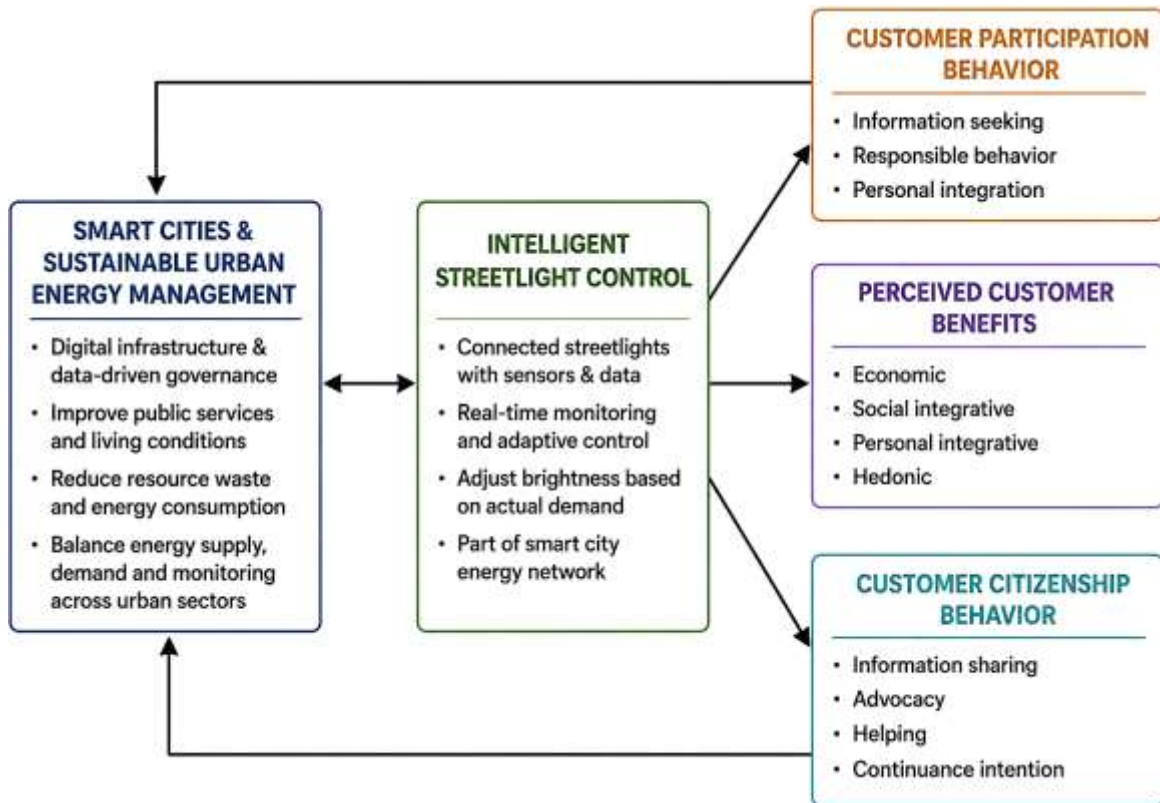 SMART CITIES &
SUSTAINABLE URBAN
ENERGY MANAGEMENT
• Digital infrastructure &
data-driven governance
• Improve public services
and living conditions
• Reduce resource waste
and energy consumption
• Balance energy supply,
demand and monitoring
across urban sectors
INTELLIGENT
STREETLIGHT CONTROL
• Connected streetlights
with sensors & data
• Real-time monitoring
and adaptive control
• Adjust brightness based
on actual demand
• Part of smart city
energy network
CUSTOMER PARTICIPATION
BEHAVIOR
• Information seeking
• Responsible behavior
• Personal integration
PERCEIVED CUSTOMER
BENEFITS
• Economic
• Social integrative
• Personal integrative
• Hedonic
CUSTOMER CITIZENSHIP
BEHAVIOR
• Information sharing
• Advocacy
• Helping
• Continuance intention